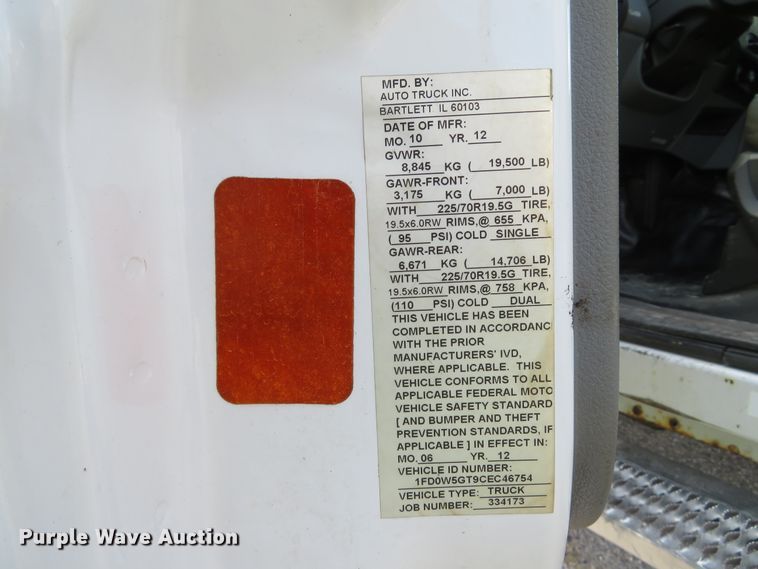 MFD. BY:
AUTO TRUCK INC.
BARTLETT IL 60103
DATE OF MFR:
MO. 10 YR. 12
GVWR:
8,845 KG ( 19,500 LB)
GAWR-FRONT:
3,175 KG ( 7,000 LB)
WITH 225/70R19.5G TIRE,
19.5x6.0RW RIMS,@ 655 KPA,
( 95 PSI) COLD SINGLE
GAWR-REAR:
6,671 KG ( 14,706 LB)
WITH 225/70R19.5G TIRE,
19.5x6.0RW RIMS,@ 758 KPA,
(110 PSI) COLD DUAL
THIS VEHICLE HAS BEEN
COMPLETED IN ACCORDANC
WITH THE PRIOR
MANUFACTURERS' IVD,
WHERE APPLICABLE. THIS
VEHICLE CONFORMS TO ALL
APPLICABLE FEDERAL MOTO
VEHICLE SAFETY STANDARD
[ AND BUMPER AND THEFT
PREVENTION STANDARDS, IF
APPLICABLE ] IN EFFECT IN:
MO. 06 YR. 12
VEHICLE ID NUMBER:
1FD0W5GT9CEC46754
VEHICLE TYPE: TRUCK
JOB NUMBER: 334173
Purple Wave Auction